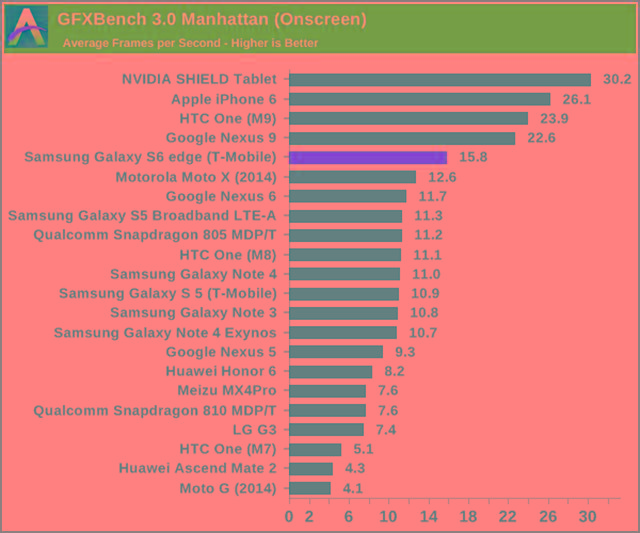 GFXBench 3.0 Manhattan (Onscreen)
Average Frames per Second - Higher is Better
NVIDIA SHIELD Tablet 30.2
Apple iPhone 6 26.1
HTC One (M9) 23.9
Google Nexus 9 22.6
Samsung Galaxy S6 edge (T-Mobile) 15.8
Motorola Moto X (2014) 12.6
Google Nexus 6 11.7
Samsung Galaxy S5 Broadband LTE-A 11.3
Qualcomm Snapdragon 805 MDP/T 11.2
HTC One (M8) 11.1
Samsung Galaxy Note 4 11.0
Samsung Galaxy S 5 (T-Mobile) 10.9
Samsung Galaxy Note 3 10.8
Samsung Galaxy Note 4 Exynos 10.7
Google Nexus 5 9.3
Huawei Honor 6 8.2
Meizu MX4Pro 7.6
Qualcomm Snapdragon 810 MDP/T 7.6
LG G3 7.4
HTC One (M7) 5.1
Huawei Ascend Mate 2 4.3
Moto G (2014) 4.1
0 2 6 10 14 18 22 26 30